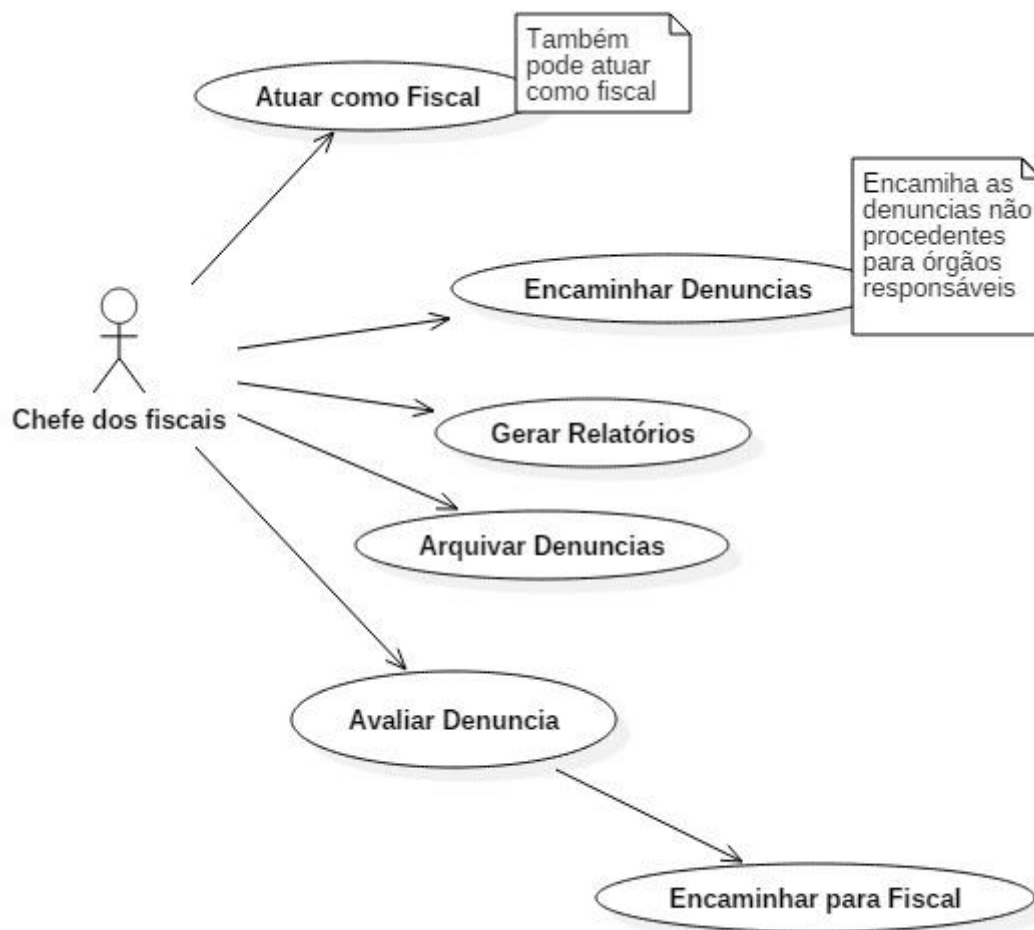 Também
pode atuar
como fiscal
Atuar como Fiscal
Encamiha as
denuncias não
procedentes
para órgãos
responsáveis
Encaminhar Denuncias
Chefe dos fiscais
Gerar Relatórios
Arquivar Denuncias
Avaliar Denuncia
Encaminhar para Fiscal